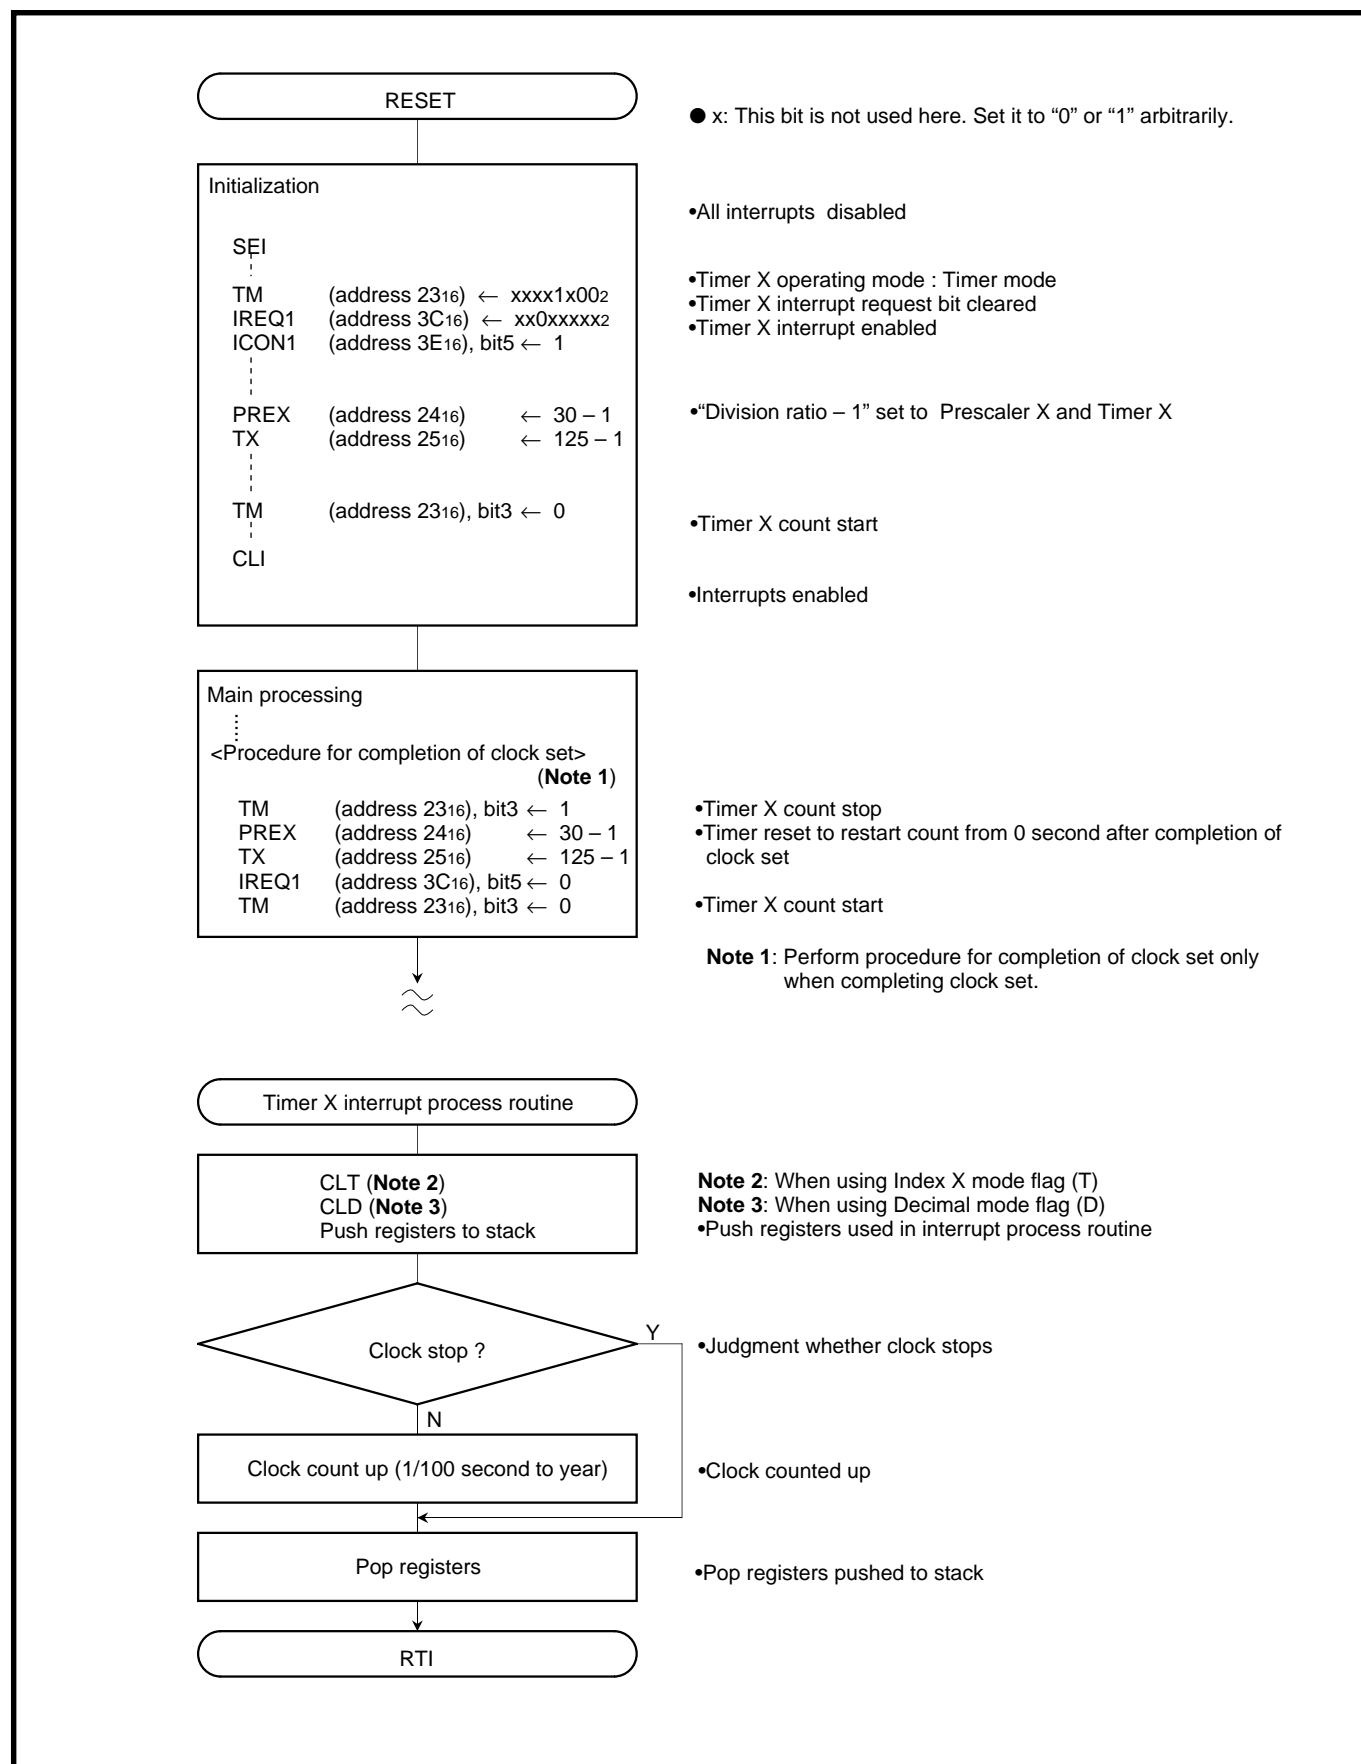 RESET
● x: This bit is not used here. Set it to “0” or “1” arbitrarily.
Initialization
•All interrupts  disabled
SEI
•Timer X operating mode : Timer mode
TM (address 2316) ← xxxx1x002
•Timer X interrupt request bit cleared
IREQ1 (address 3C16) ← xx0xxxxx2
•Timer X interrupt enabled
ICON1 (address 3E16), bit5 ← 1
PREX (address 2416) ← 30 – 1
•“Division ratio – 1” set to  Prescaler X and Timer X
TX (address 2516) ← 125 – 1
TM (address 2316), bit3 ← 0
•Timer X count start
CLI
•Interrupts enabled
Main processing
<Procedure for completion of clock set>
(Note 1)
TM (address 2316), bit3 ← 1
•Timer X count stop
PREX (address 2416) ← 30 – 1
•Timer reset to restart count from 0 second after completion of
TX (address 2516) ← 125 – 1
clock set
IREQ1 (address 3C16), bit5 ← 0
TM (address 2316), bit3 ← 0
•Timer X count start
Note 1: Perform procedure for completion of clock set only
when completing clock set.
Timer X interrupt process routine
CLT (Note 2)
Note 2: When using Index X mode flag (T)
CLD (Note 3)
Note 3: When using Decimal mode flag (D)
Push registers to stack
•Push registers used in interrupt process routine
Y
Clock stop ?
•Judgment whether clock stops
N
Clock count up (1/100 second to year)
•Clock counted up
Pop registers
•Pop registers pushed to stack
RTI